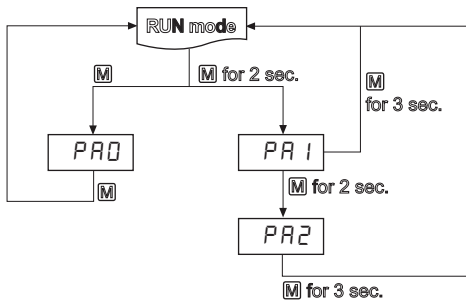 RUN mode
M
M for 2 sec.
M
for 3 sec.
PA0
PA1
M
M for 2 sec.
PA2
M for 3 sec.